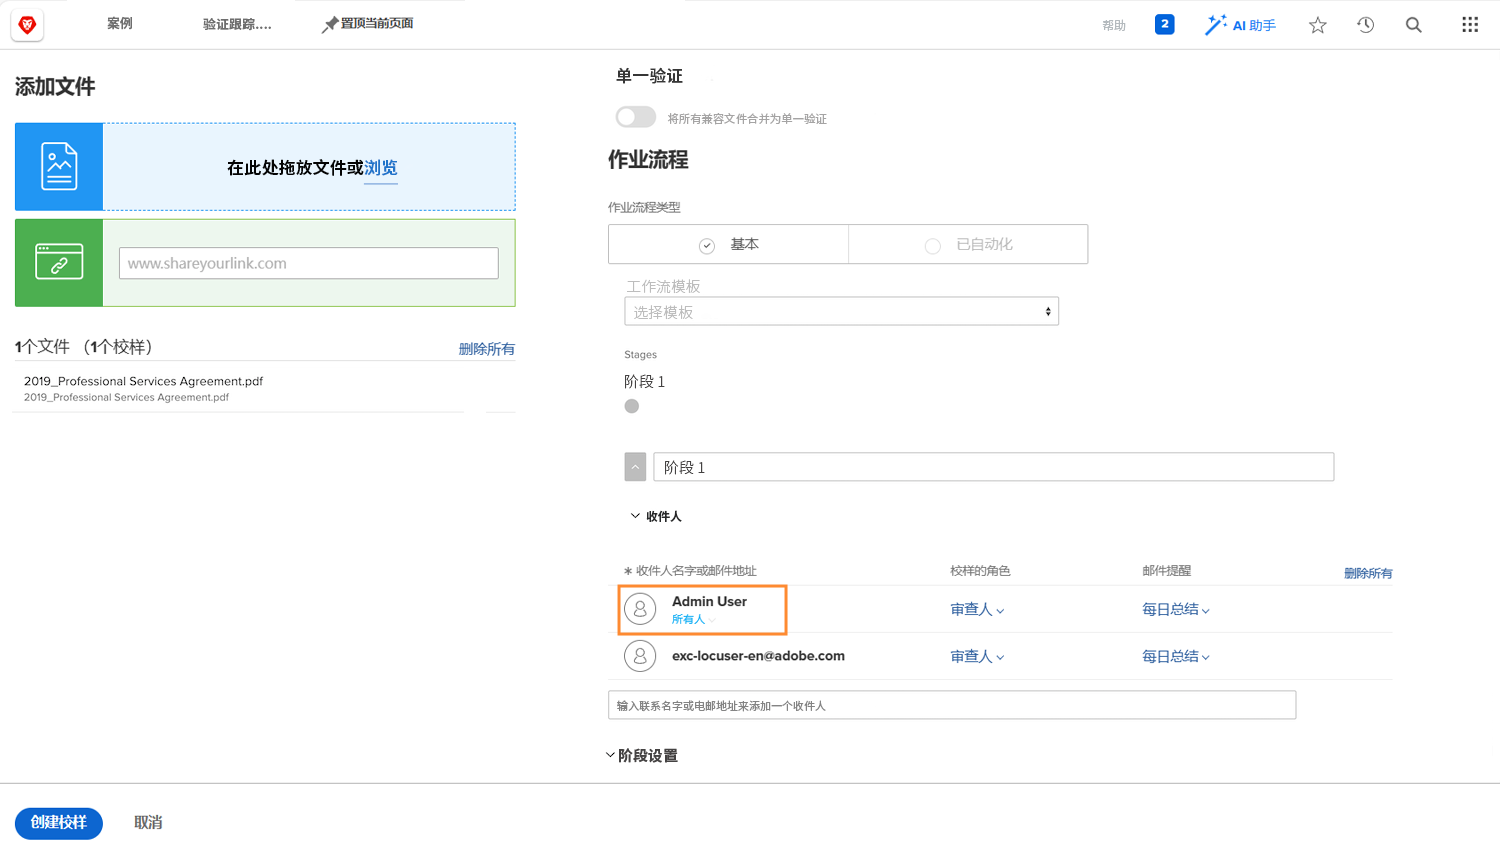 案例
验证跟踪....
置顶当前页面
帮助
2
AI 助手
添加文件
在此处拖放文件或浏览
www.shareyourlink.com
1个文件 （1个校样）
删除所有
2019_Professional Services Agreement.pdf
2019_Professional Services Agreement.pdf
单一验证
将所有兼容文件合并为单一验证
作业流程
作业流程类型
基本
已自动化
工作流模板
选择模板
Stages
阶段 1
阶段 1
收件人
* 收件人名字或邮件地址
校样的角色
邮件提醒
删除所有
Admin User
所有人
审查人
每日总结
exc-locuser-en@adobe.com
审查人
每日总结
输入联系名字或电邮地址来添加一个收件人
阶段设置
创建校样
取消